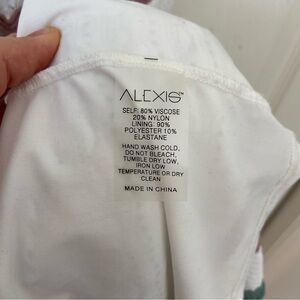 ALEXIS™
SELF: 80% VISCOSE
20% NYLON
LINING: 90%
POLYESTER 10%
ELASTANE
HAND WASH COLD,
DO NOT BLEACH,
TUMBLE DRY LOW,
IRON LOW
TEMPERATURE OR DRY
CLEAN
MADE IN CHINA